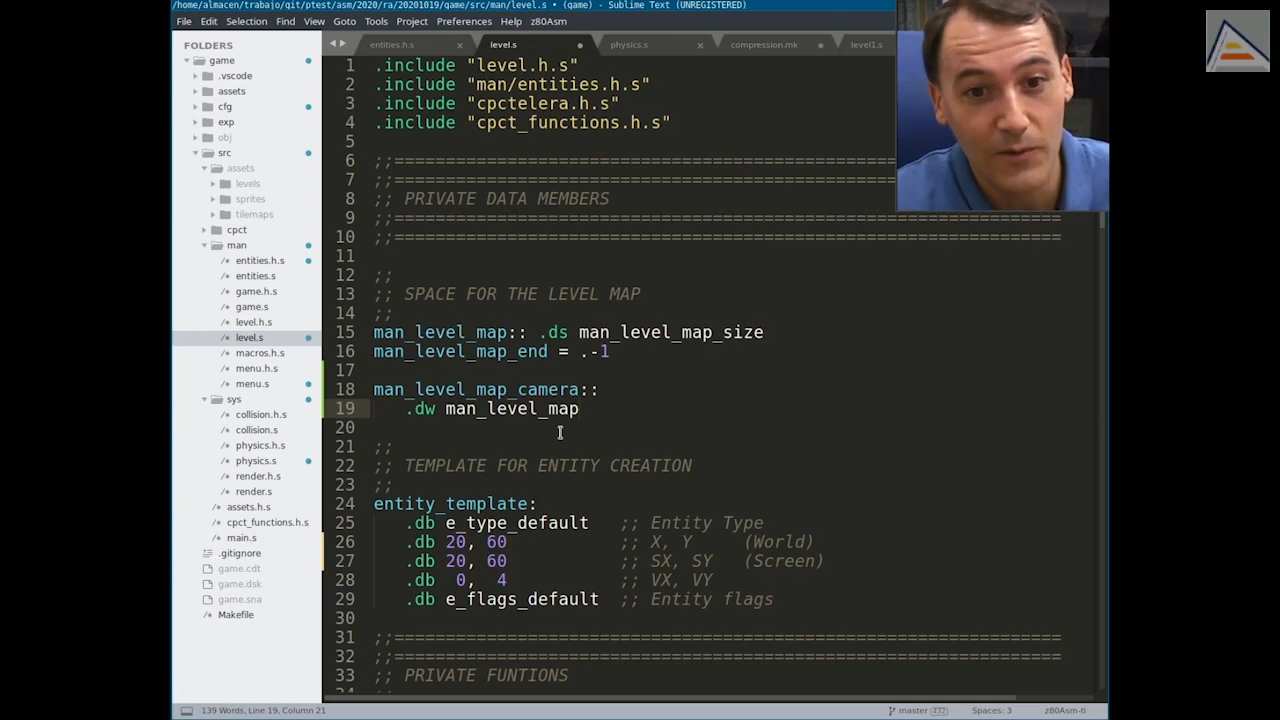 /home/almacen/trabajo/git/ptest/asm/2020/ra/20201019/game/src/man/level.s • (game) - Sublime Text (UNREGISTERED)
File Edit Selection Find View Goto Tools Project Preferences Help z80Asm
entities.h.s level.s physics.s compression.mk level1.s
FOLDERS
game
.vscode
assets
cfg
exp
obj
src
assets
levels
sprites
tilemaps
cpct
man
entities.h.s
entities.s
game.h.s
game.s
level.h.s
level.s
macros.h.s
menu.h.s
menu.s
sys
collision.h.s
collision.s
physics.h.s
physics.s
render.h.s
render.s
assets.h.s
cpct_functions.h.s
main.s
.gitignore
game.cdt
game.dsk
game.sna
Makefile
1 .include "level.h.s"
2 .include "man/entities.h.s"
3 .include "cpctelera.h.s"
4 .include "cpct_functions.h.s"
5
6 ;;=================================================
7 ;;=================================================
8 ;; PRIVATE DATA MEMBERS
9 ;;=================================================================
10 ;;=================================================================
11
12 ;;
13 ;; SPACE FOR THE LEVEL MAP
14 ;;
15 man_level_map:: .ds man_level_map_size
16 man_level_map_end = .-1
17
18 man_level_map_camera::
19 .dw man_level_map
20
21 ;;
22 ;; TEMPLATE FOR ENTITY CREATION
23 ;;
24 entity_template:
25 .db e_type_default ;; Entity Type
26 .db 20, 60 ;; X, Y (World)
27 .db 20, 60 ;; SX, SY (Screen)
28 .db 0, 4 ;; VX, VY
29 .db e_flags_default ;; Entity flags
30
31 ;;=================================================================
32 ;;=================================================================
33 ;; PRIVATE FUNTIONS
139 Words, Line 19, Column 21 master 432 Spaces: 3 z80Asm-ti